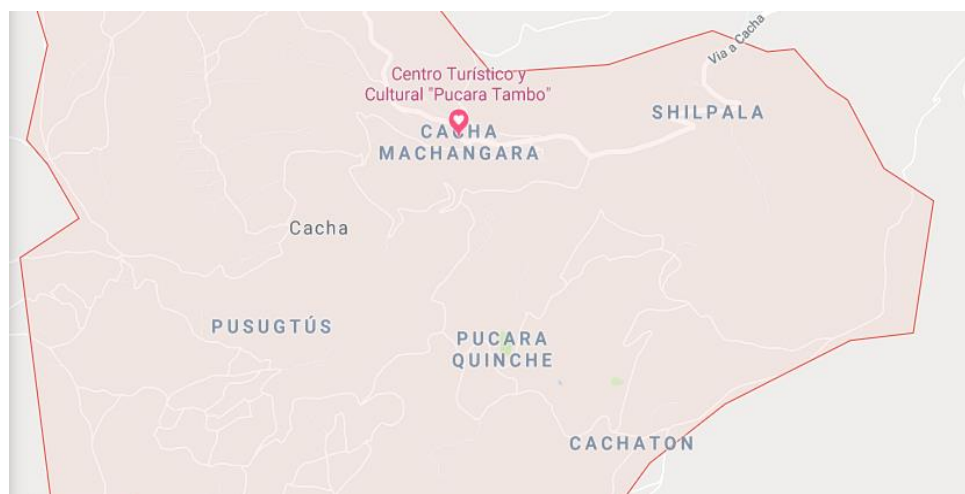 Via a Cacha
Centro Turístico y
Cultural "Pucara Tambo"
SHILPALA
CACHA
MACHANGARA
Cacha
PUSUGTÚS
PUCARA
QUINCHE
CACHATON